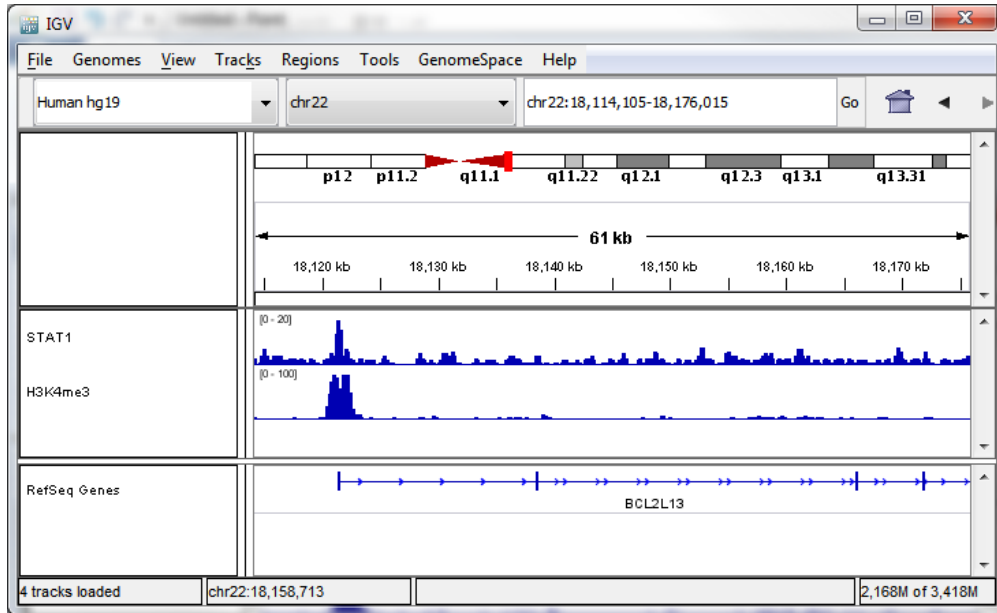 IGV
File Genomes View Tracks Regions Tools GenomeSpace Help
Human hg19 chr22 chr22:18,114,105-18,176,015 Go
p12 p11.2 q11.1 q11.22 q12.1 q12.3 q13.1 q13.31
61 kb
18,120 kb 18,130 kb 18,140 kb 18,150 kb 18,160 kb 18,170 kb
[0 - 20]
STAT1
[0 - 100]
H3K4me3
RefSeq Genes
BCL2L13
4 tracks loaded chr22:18,158,713 2,168M of 3,418M